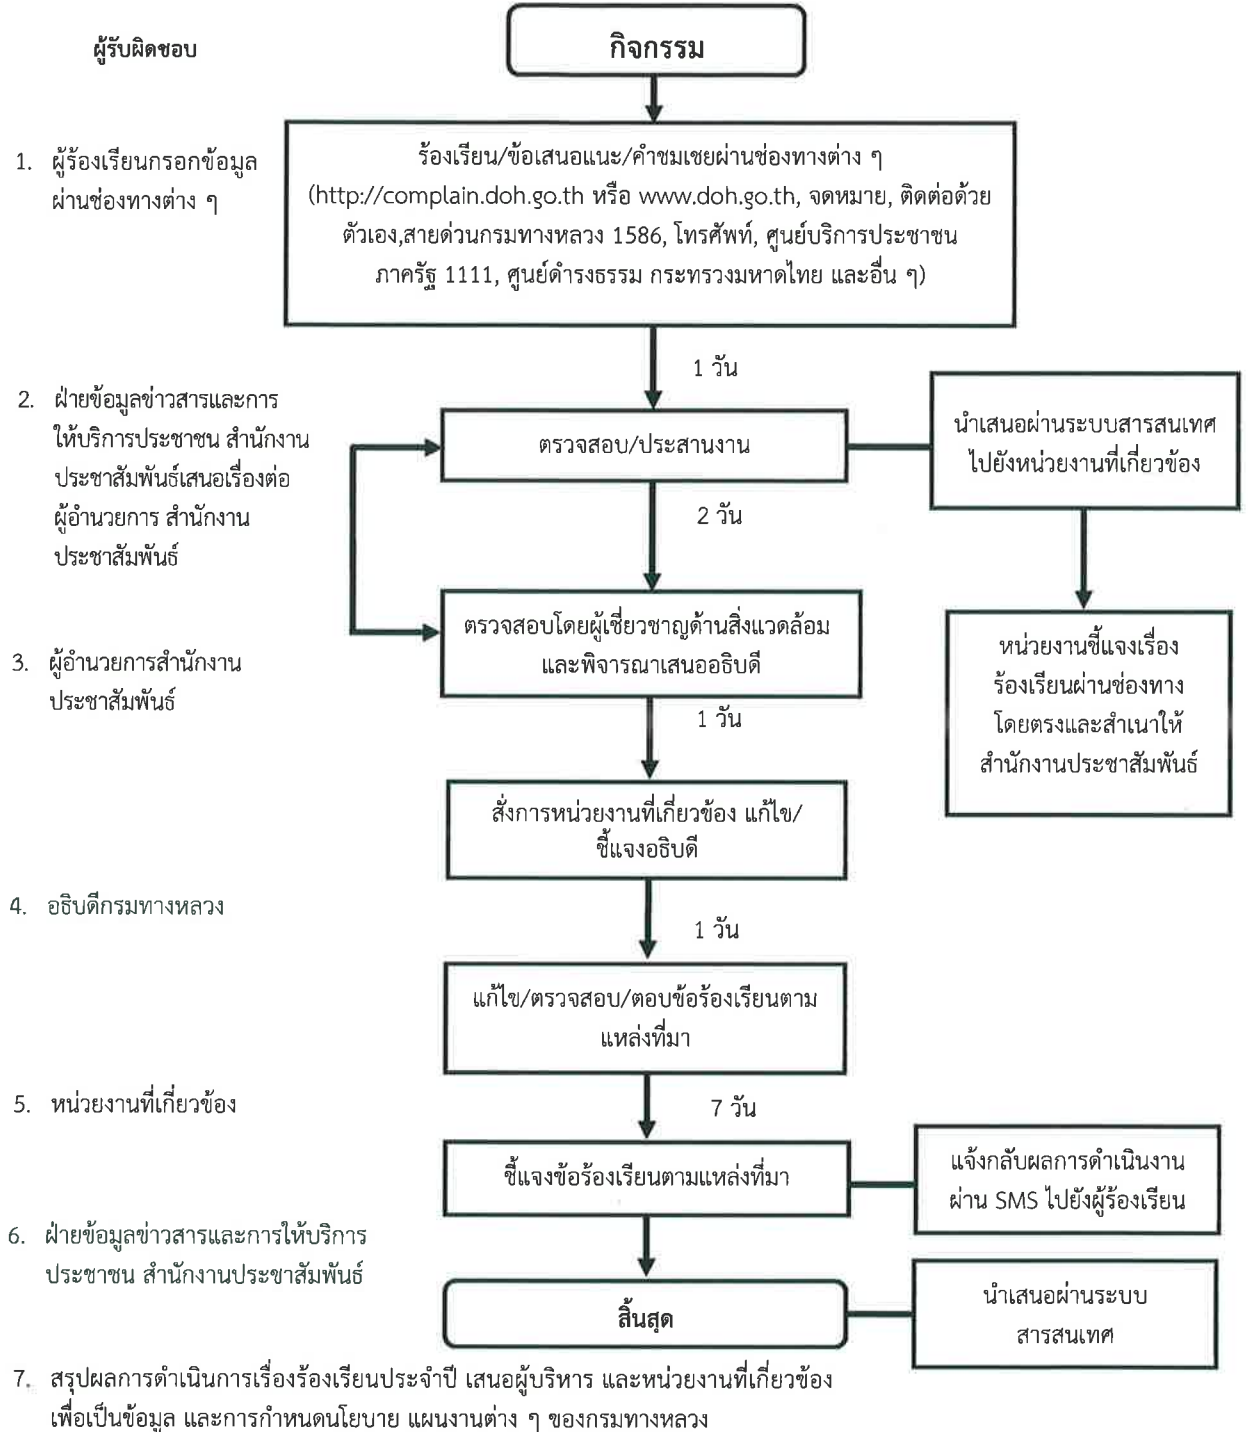 ผู้รับผิดชอบ
กิจกรรม
1. ผู้ร้องเรียนกรอกข้อมูล
ผ่านช่องทางต่าง ๆ
ร้องเรียน/ข้อเสนอแนะ/คำชมเชยผ่านช่องทางต่าง ๆ
(http://complain.doh.go.th หรือ www.doh.go.th, จดหมาย, ติดต่อด้วย
ตัวเอง,สายด่วนกรมทางหลวง 1586, โทรศัพท์, ศูนย์บริการประชาชน
ภาครัฐ 1111, ศูนย์ดำรงธรรม กระทรวงมหาดไทย และอื่น ๆ)
1 วัน
2. ฝ่ายข้อมูลข่าวสารและการ
ให้บริการประชาชน สำนักงาน
ประชาสัมพันธ์เสนอเรื่องต่อ
ผู้อำนวยการ สำนักงาน
ประชาสัมพันธ์
ตรวจสอบ/ประสานงาน
นำเสนอผ่านระบบสารสนเทศ
ไปยังหน่วยงานที่เกี่ยวข้อง
2 วัน
3. ผู้อำนวยการสำนักงาน
ประชาสัมพันธ์
ตรวจสอบโดยผู้เชี่ยวชาญด้านสิ่งแวดล้อม
และพิจารณาเสนออธิบดี
หน่วยงานชี้แจงเรื่อง
ร้องเรียนผ่านช่องทาง
โดยตรงและสำเนาให้
สำนักงานประชาสัมพันธ์
1 วัน
สั่งการหน่วยงานที่เกี่ยวข้อง แก้ไข/
ชี้แจงอธิบดี
4. อธิบดีกรมทางหลวง
1 วัน
แก้ไข/ตรวจสอบ/ตอบข้อร้องเรียนตาม
แหล่งที่มา
5. หน่วยงานที่เกี่ยวข้อง
7 วัน
ชี้แจงข้อร้องเรียนตามแหล่งที่มา
แจ้งกลับผลการดำเนินงาน
ผ่าน SMS ไปยังผู้ร้องเรียน
6. ฝ่ายข้อมูลข่าวสารและการให้บริการ
ประชาชน สำนักงานประชาสัมพันธ์
สิ้นสุด
นำเสนอผ่านระบบ
สารสนเทศ
7. สรุปผลการดำเนินการเรื่องร้องเรียนประจำปี เสนอผู้บริหาร และหน่วยงานที่เกี่ยวข้อง
เพื่อเป็นข้อมูล และการกำหนดนโยบาย แผนงานต่าง ๆ ของกรมทางหลวง